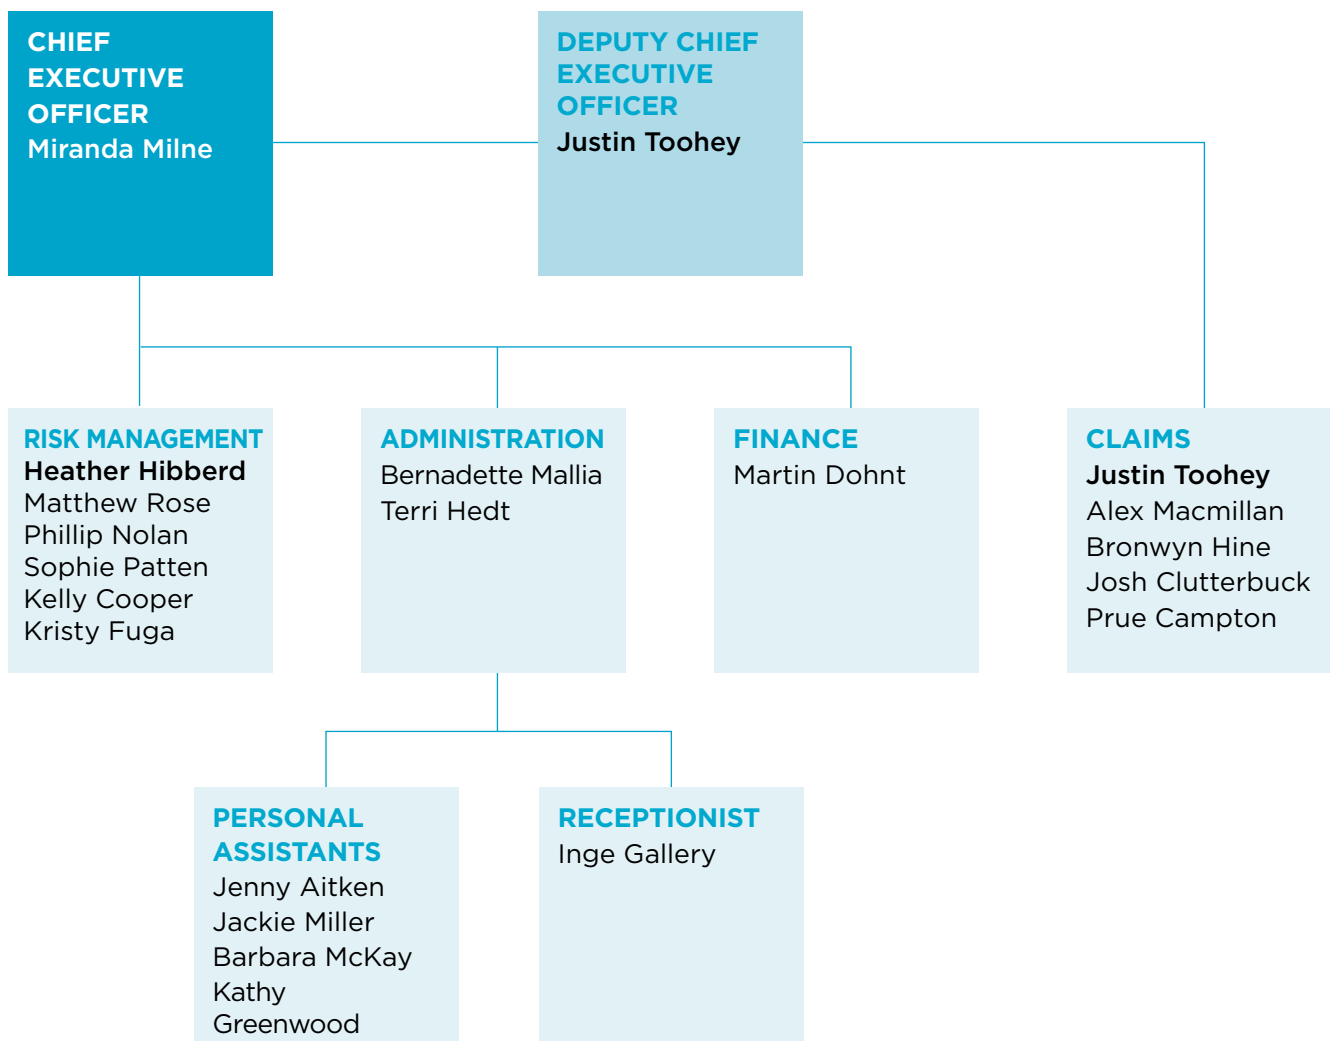 CHIEF
EXECUTIVE
OFFICER
Miranda Milne
DEPUTY CHIEF
EXECUTIVE
OFFICER
Justin Toohey
RISK MANAGEMENT
Heather Hibberd
Matthew Rose
Phillip Nolan
Sophie Patten
Kelly Cooper
Kristy Fuga
ADMINISTRATION
Bernadette Mallia
Terri Hedt
FINANCE
Martin Dohnt
CLAIMS
Justin Toohey
Alex Macmillan
Bronwyn Hine
Josh Clutterbuck
Prue Campton
PERSONAL
ASSISTANTS
Jenny Aitken
Jackie Miller
Barbara McKay
Kathy
Greenwood
RECEPTIONIST
Inge Gallery